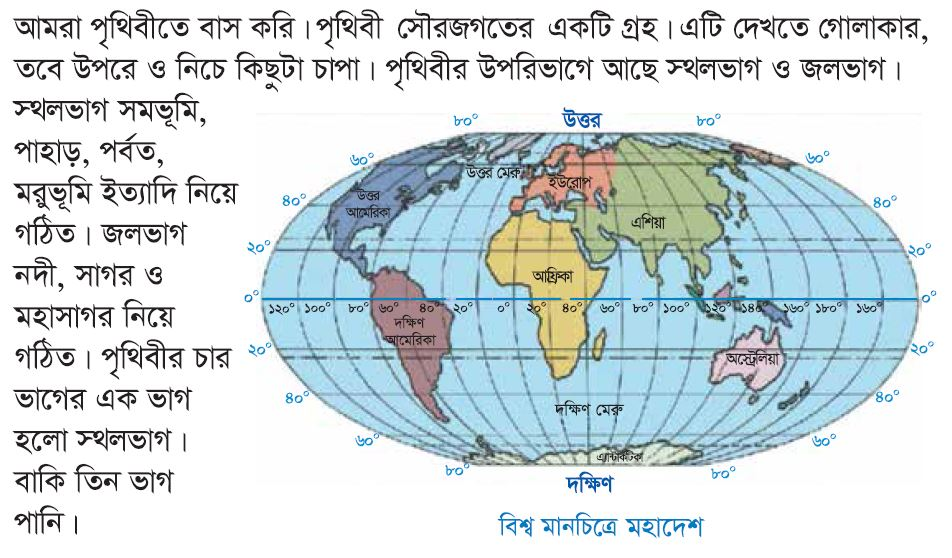 আমরা পৃথিবীতে বাস করি। পৃথিবী সৌরজগতের একটি গ্রহ। এটি দেখতে গোলাকার,
তবে উপরে ও নিচে কিছুটা চাপা। পৃথিবীর উপরিভাগে আছে স্থলভাগ ও জলভাগ।
স্থলভাগ সমভূমি,
পাহাড়, পর্বত,
মরুভূমি ইত্যাদি নিয়ে
গঠিত। জলভাগ
নদী, সাগর ও
মহাসাগর নিয়ে
গঠিত। পৃথিবীর চার
ভাগের এক ভাগ
হলো স্থলভাগ।
বাকি তিন ভাগ
পানি।
উত্তর
৮০° ৮০°
৬০° ৬০°
উত্তর মেরু
ইউরোপ
উত্তর
আমেরিকা
৪০° ৪০°
এশিয়া
২০° ২০°
আফ্রিকা
০° ০°
১২০° ১০০° ৮০° ৬০° ৪০° ২০° ০° ২০° ৪০° ৬০° ৮০° ১০০° ১২০° ১৪০° ১৬০° ১৮০° ১৬০°
দক্ষিণ
আমেরিকা
২০° ২০°
অস্ট্রেলিয়া
৪০° ৪০°
দক্ষিণ মেরু
৬০° ৬০°
এ্যান্টার্কটিকা
৮০° ৮০°
দক্ষিণ
বিশ্ব মানচিত্রে মহাদেশ